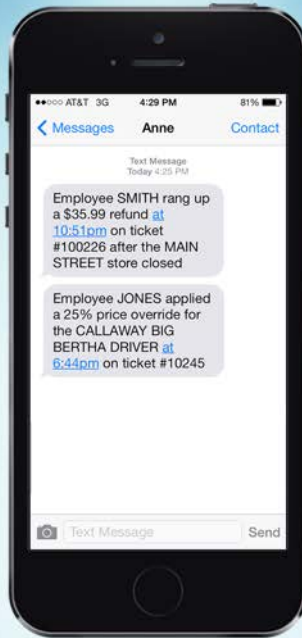 AT&T 3G 4:29 PM 81%
Messages Anne Contact
Text Message
Today 4:25 PM
Employee SMITH rang up
a $35.99 refund at
10:51pm on ticket
#100226 after the MAIN
STREET store closed
Employee JONES applied
a 25% price override for
the CALLAWAY BIG
BERTHA DRIVER at
6:44pm on ticket #10245
Text Message Send